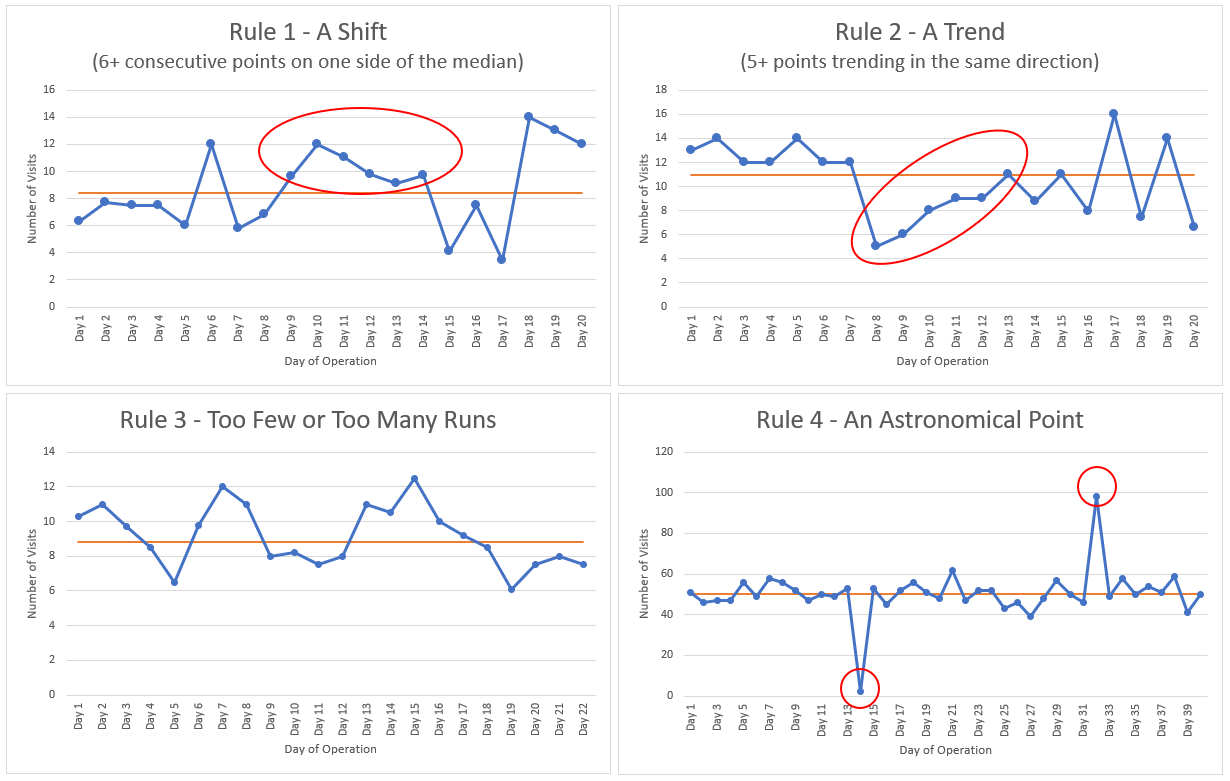 Rule 1 - A Shift
(6+ consecutive points on one side of the median)
16
14
12
10
8
6
4
2
0
Number of Visits
Day 1
Day 2
Day 3
Day 4
Day 5
Day 6
Day 7
Day 8
Day 9
Day 10
Day 11
Day 12
Day 13
Day 14
Day 15
Day 16
Day 17
Day 18
Day 19
Day 20
Day of Operation
Rule 2 - A Trend
(5+ points trending in the same direction)
18
16
14
12
10
8
6
4
2
0
Number of Visits
Day 1
Day 2
Day 3
Day 4
Day 5
Day 6
Day 7
Day 8
Day 9
Day 10
Day 11
Day 12
Day 13
Day 14
Day 15
Day 16
Day 17
Day 18
Day 19
Day 20
Day of Operation
Rule 3 - Too Few or Too Many Runs
14
12
10
8
6
4
2
0
Number of Visits
Day 1
Day 2
Day 3
Day 4
Day 5
Day 6
Day 7
Day 8
Day 9
Day 10
Day 11
Day 12
Day 13
Day 14
Day 15
Day 16
Day 17
Day 18
Day 19
Day 20
Day 21
Day 22
Day of Operation
Rule 4 - An Astronomical Point
120
100
80
60
40
20
0
Number of Visits
Day 1
Day 3
Day 5
Day 7
Day 9
Day 11
Day 13
Day 15
Day 17
Day 19
Day 21
Day 23
Day 25
Day 27
Day 29
Day 31
Day 33
Day 35
Day 37
Day 39
Day of Operation